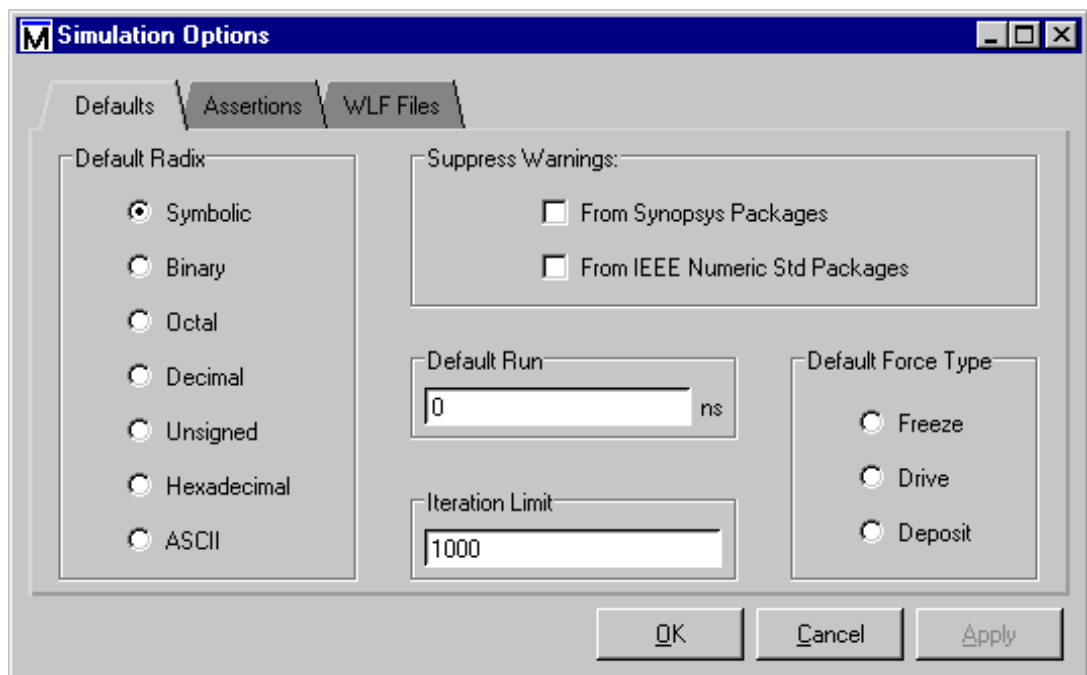 M Simulation Options
Defaults Assertions WLF Files
Default Radix
Symbolic
Binary
Octal
Decimal
Unsigned
Hexadecimal
ASCII
Suppress Warnings:
From Synopsys Packages
From IEEE Numeric Std Packages
Default Run
0 ns
Iteration Limit
1000
Default Force Type
Freeze
Drive
Deposit
OK Cancel Apply